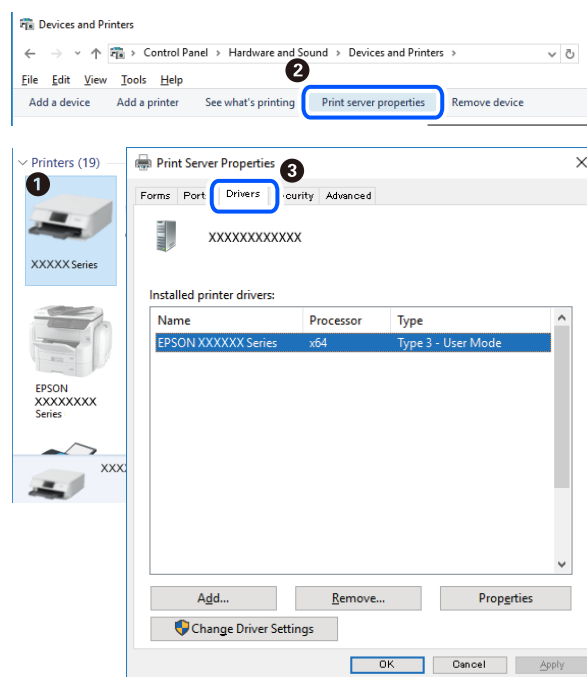 Devices and Printers
Control Panel > Hardware and Sound > Devices and Printers >
2
File Edit View Tools Help
Add a device Add a printer See what's printing Print server properties Remove device
Printers (19)
1
XXXXX Series
EPSON
XXXXXXXX
Series
XXX
Print Server Properties
3
Forms Port Drivers curity Advanced
XXXXXXXXXXXX
Installed printer drivers:
Name Processor Type
EPSON XXXXXX Series x64 Type 3 - User Mode
Add... Remove... Properties
Change Driver Settings
OK Cancel Apply